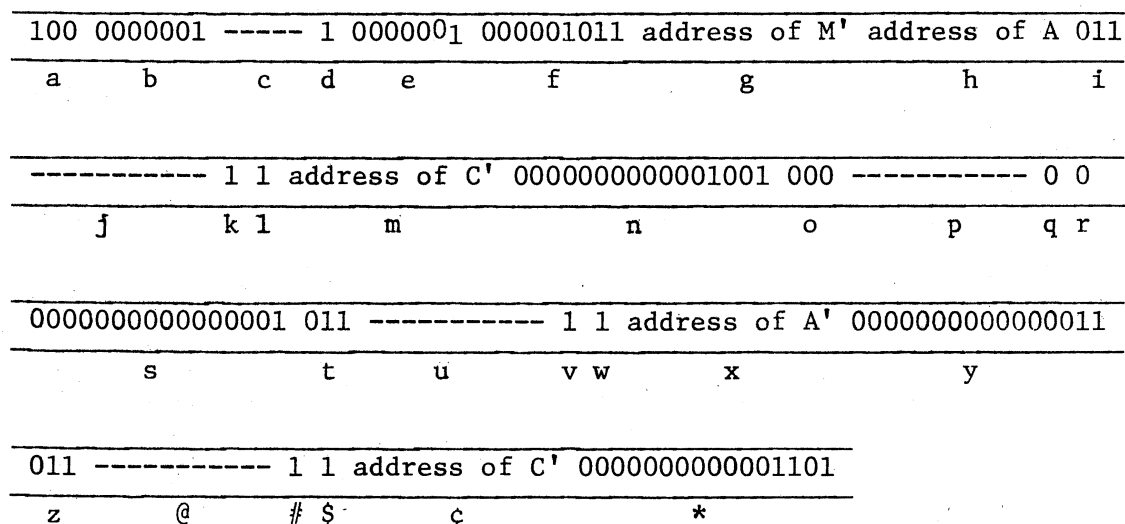 100 0000001 ----- 1 0000001 000001011 address of M' address of A 011
a b c d e f g h i
----------- 1 1 address of C' 0000000000001001 000 ----------- 0 0
j k l m n o p q r
0000000000000001 011 ----------- 1 1 address of A' 0000000000000011
s t u v w x y
011 ----------- 1 1 address of C' 0000000000001101
z @ # $ ¢ *